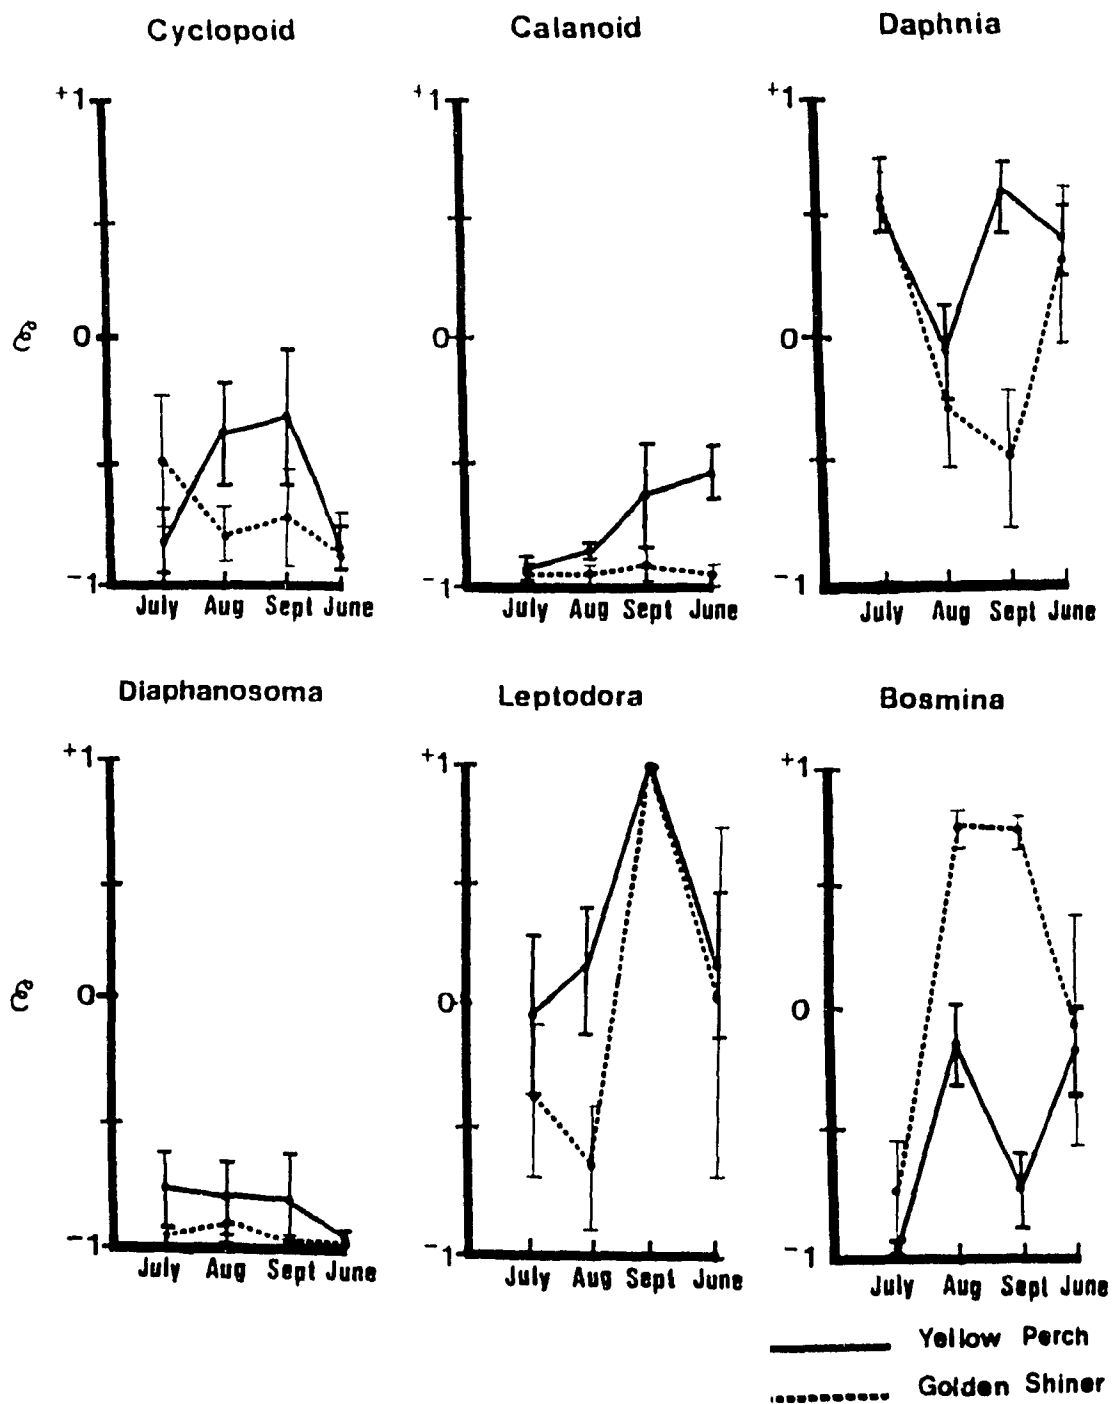 Cyclopoid Calanoid Daphnia
+1 +1 +1
ℰ 0 0 0
-1 -1 -1
July Aug Sept June July Aug Sept June July Aug Sept June
Diaphanosoma Leptodora Bosmina
+1 +1 +1
ℰ 0 0 0
-1 -1 -1
July Aug Sept June July Aug Sept June July Aug Sept June
Yellow Perch
Golden Shiner